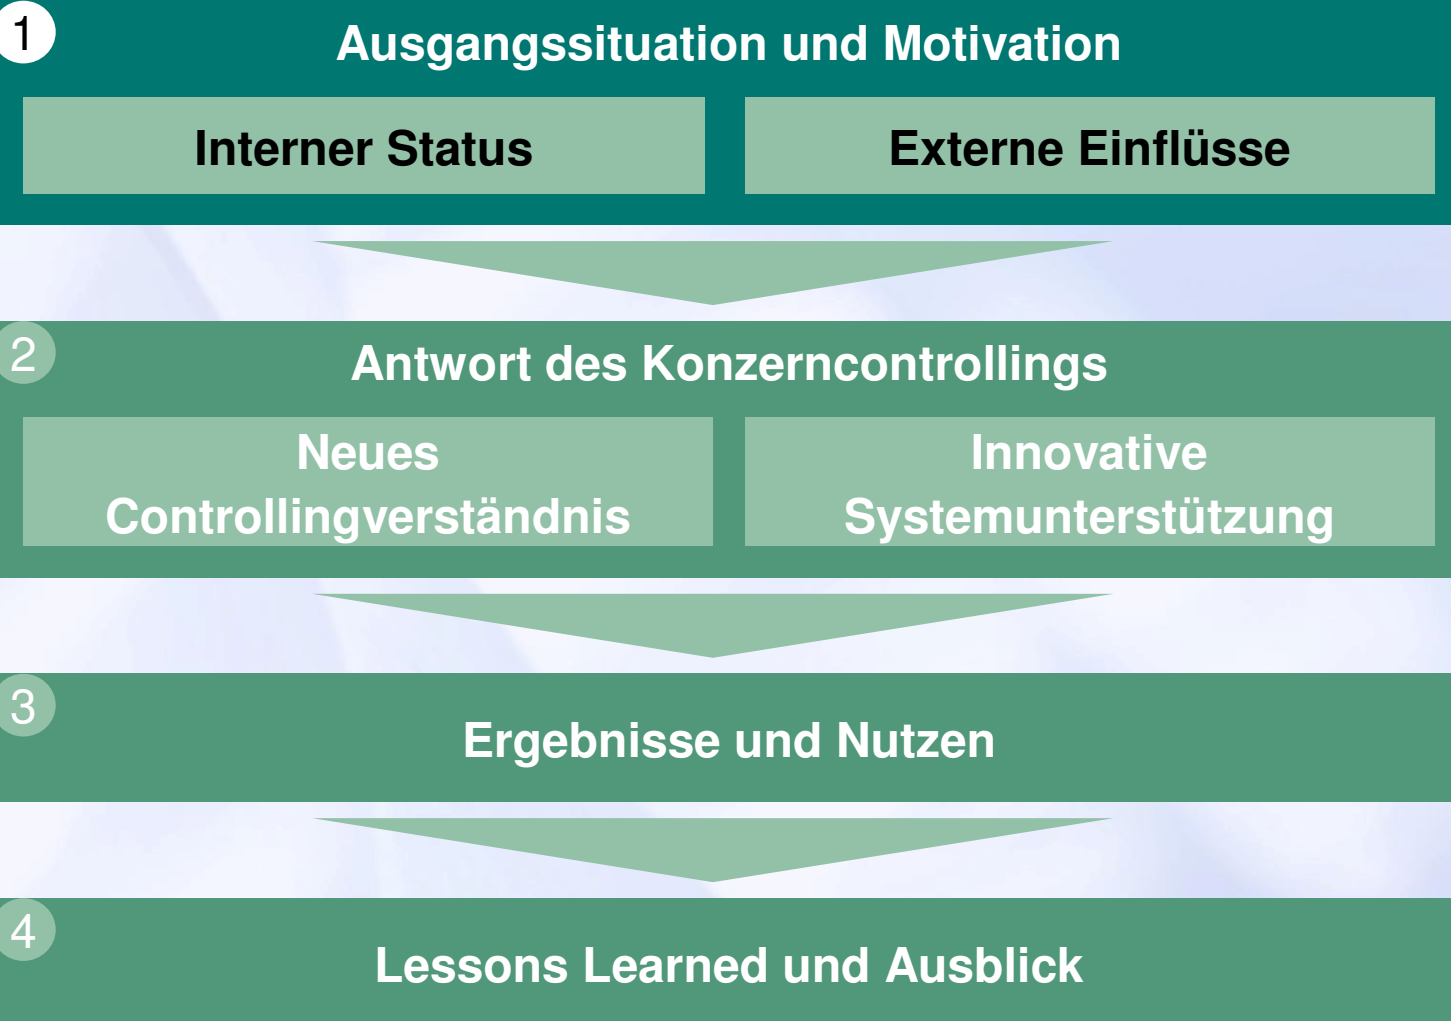 1
Ausgangssituation und Motivation
Interner Status
Externe Einflüsse
2
Antwort des Konzerncontrollings
Neues
Controllingverständnis
Innovative
Systemunterstützung
3
Ergebnisse und Nutzen
4
Lessons Learned und Ausblick